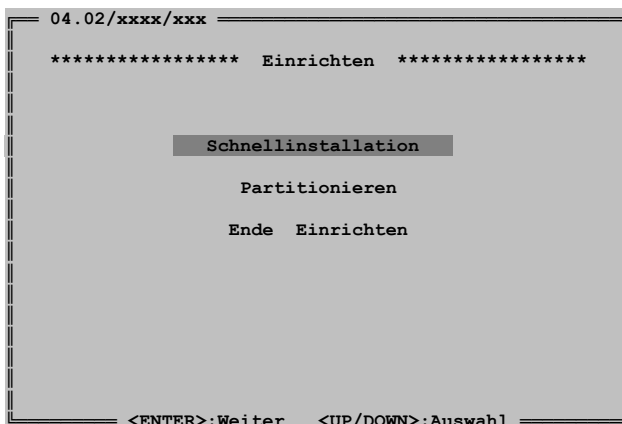 04.02/xxxx/xxx
***************** Einrichten *****************
Schnellinstallation
Partitionieren
Ende Einrichten
<ENTER>:Weiter <UP/DOWN>:Auswahl